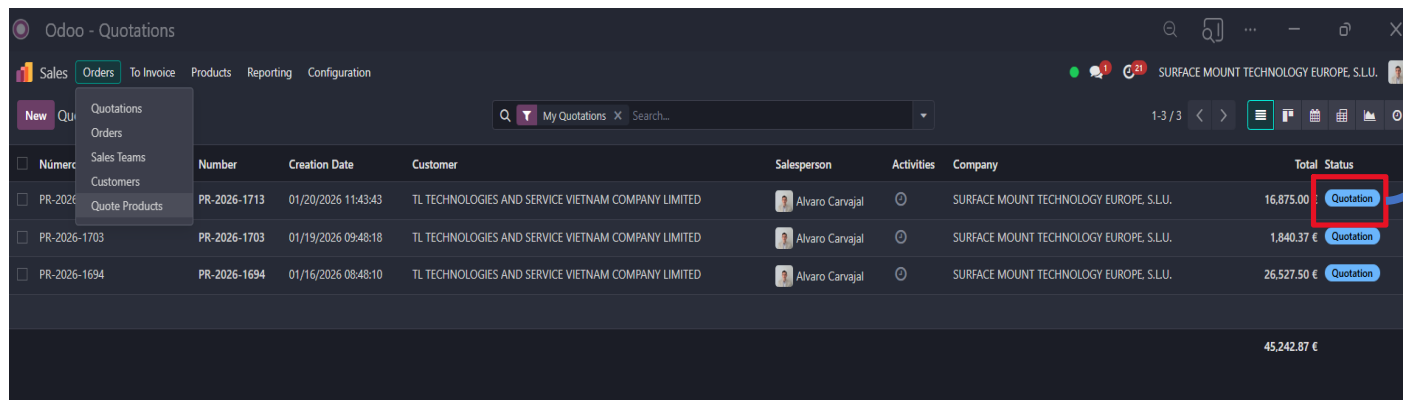 Odoo - Quotations
Sales Orders To Invoice Products Reporting Configuration 1 21 SURFACE MOUNT TECHNOLOGY EUROPE, S.L.U.
New Qu My Quotations X Search... 1-3 / 3
Quotations
Orders
Sales Teams
Customers
Quote Products
Número Number Creation Date Customer Salesperson Activities Company Total Status
PR-2026 PR-2026-1713 01/20/2026 11:43:43 TL TECHNOLOGIES AND SERVICE VIETNAM COMPANY LIMITED Alvaro Carvajal SURFACE MOUNT TECHNOLOGY EUROPE, S.L.U. 16,875.00 € Quotation
PR-2026-1703 PR-2026-1703 01/19/2026 09:48:18 TL TECHNOLOGIES AND SERVICE VIETNAM COMPANY LIMITED Alvaro Carvajal SURFACE MOUNT TECHNOLOGY EUROPE, S.L.U. 1,840.37 € Quotation
PR-2026-1694 PR-2026-1694 01/16/2026 08:48:10 TL TECHNOLOGIES AND SERVICE VIETNAM COMPANY LIMITED Alvaro Carvajal SURFACE MOUNT TECHNOLOGY EUROPE, S.L.U. 26,527.50 € Quotation
45,242.87 €